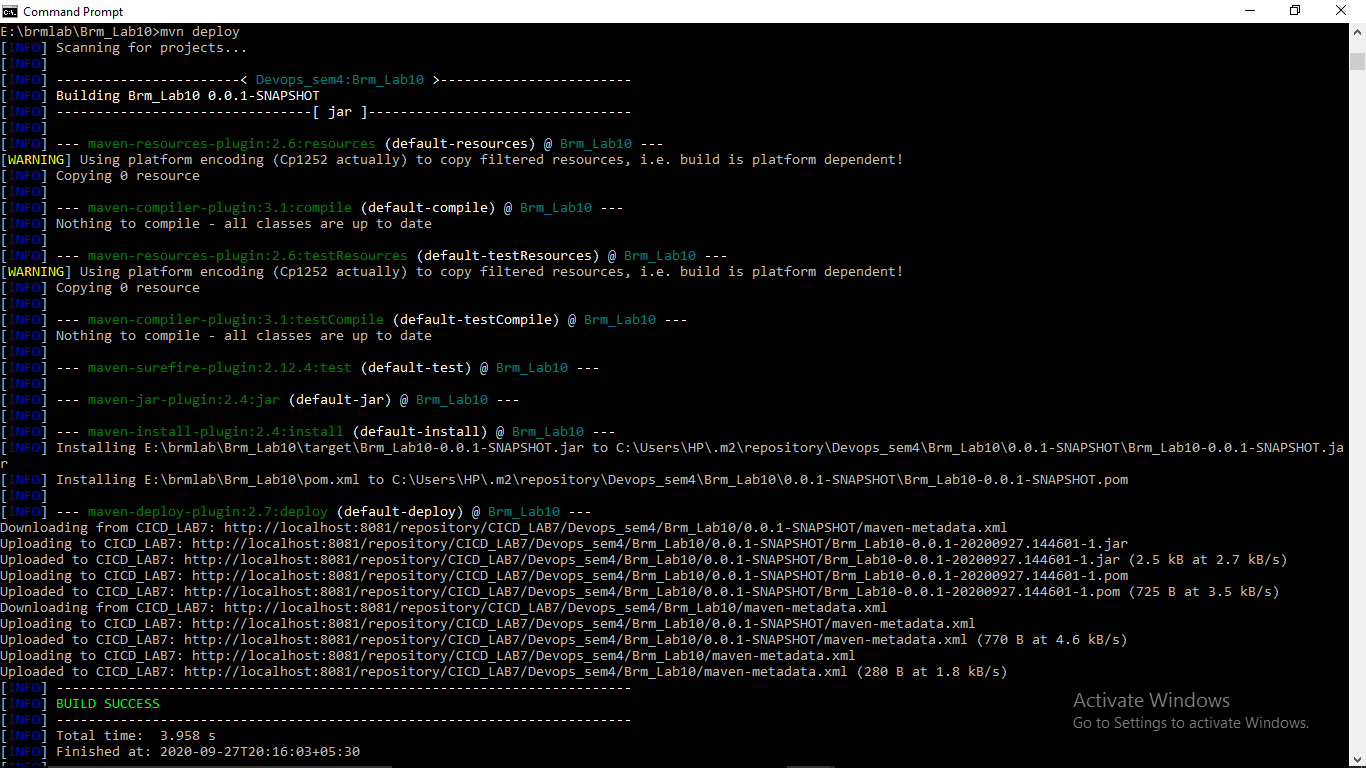 Command Prompt
E:\brmlab\Brm_Lab10>mvn deploy
[INFO] Scanning for projects...
[INFO]
[INFO] -----------------------< Devops_sem4:Brm_Lab10 >------------------------
[INFO] Building Brm_Lab10 0.0.1-SNAPSHOT
[INFO] --------------------------------[ jar ]---------------------------------
[INFO]
[INFO] --- maven-resources-plugin:2.6:resources (default-resources) @ Brm_Lab10 ---
[WARNING] Using platform encoding (Cp1252 actually) to copy filtered resources, i.e. build is platform dependent!
[INFO] Copying 0 resource
[INFO]
[INFO] --- maven-compiler-plugin:3.1:compile (default-compile) @ Brm_Lab10 ---
[INFO] Nothing to compile - all classes are up to date
[INFO]
[INFO] --- maven-resources-plugin:2.6:testResources (default-testResources) @ Brm_Lab10 ---
[WARNING] Using platform encoding (Cp1252 actually) to copy filtered resources, i.e. build is platform dependent!
[INFO] Copying 0 resource
[INFO]
[INFO] --- maven-compiler-plugin:3.1:testCompile (default-testCompile) @ Brm_Lab10 ---
[INFO] Nothing to compile - all classes are up to date
[INFO]
[INFO] --- maven-surefire-plugin:2.12.4:test (default-test) @ Brm_Lab10 ---
[INFO]
[INFO] --- maven-jar-plugin:2.4:jar (default-jar) @ Brm_Lab10 ---
[INFO]
[INFO] --- maven-install-plugin:2.4:install (default-install) @ Brm_Lab10 ---
[INFO] Installing E:\brmlab\Brm_Lab10\target\Brm_Lab10-0.0.1-SNAPSHOT.jar to C:\Users\HP\.m2\repository\Devops_sem4\Brm_Lab10\0.0.1-SNAPSHOT\Brm_Lab10-0.0.1-SNAPSHOT.ja
r
[INFO] Installing E:\brmlab\Brm_Lab10\pom.xml to C:\Users\HP\.m2\repository\Devops_sem4\Brm_Lab10\0.0.1-SNAPSHOT\Brm_Lab10-0.0.1-SNAPSHOT.pom
[INFO]
[INFO] --- maven-deploy-plugin:2.7:deploy (default-deploy) @ Brm_Lab10 ---
Downloading from CICD_LAB7: http://localhost:8081/repository/CICD_LAB7/Devops_sem4/Brm_Lab10/0.0.1-SNAPSHOT/maven-metadata.xml
Uploading to CICD_LAB7: http://localhost:8081/repository/CICD_LAB7/Devops_sem4/Brm_Lab10/0.0.1-SNAPSHOT/Brm_Lab10-0.0.1-20200927.144601-1.jar
Uploaded to CICD_LAB7: http://localhost:8081/repository/CICD_LAB7/Devops_sem4/Brm_Lab10/0.0.1-SNAPSHOT/Brm_Lab10-0.0.1-20200927.144601-1.jar (2.5 kB at 2.7 kB/s)
Uploading to CICD_LAB7: http://localhost:8081/repository/CICD_LAB7/Devops_sem4/Brm_Lab10/0.0.1-SNAPSHOT/Brm_Lab10-0.0.1-20200927.144601-1.pom
Uploaded to CICD_LAB7: http://localhost:8081/repository/CICD_LAB7/Devops_sem4/Brm_Lab10/0.0.1-SNAPSHOT/Brm_Lab10-0.0.1-20200927.144601-1.pom (725 B at 3.5 kB/s)
Downloading from CICD_LAB7: http://localhost:8081/repository/CICD_LAB7/Devops_sem4/Brm_Lab10/maven-metadata.xml
Uploading to CICD_LAB7: http://localhost:8081/repository/CICD_LAB7/Devops_sem4/Brm_Lab10/0.0.1-SNAPSHOT/maven-metadata.xml
Uploaded to CICD_LAB7: http://localhost:8081/repository/CICD_LAB7/Devops_sem4/Brm_Lab10/0.0.1-SNAPSHOT/maven-metadata.xml (770 B at 4.6 kB/s)
Uploading to CICD_LAB7: http://localhost:8081/repository/CICD_LAB7/Devops_sem4/Brm_Lab10/maven-metadata.xml
Uploaded to CICD_LAB7: http://localhost:8081/repository/CICD_LAB7/Devops_sem4/Brm_Lab10/maven-metadata.xml (280 B at 1.8 kB/s)
[INFO] ------------------------------------------------------------------------
[INFO] BUILD SUCCESS
[INFO] ------------------------------------------------------------------------
[INFO] Total time:  3.958 s
[INFO] Finished at: 2020-09-27T20:16:03+05:30
Activate Windows
Go to Settings to activate Windows.